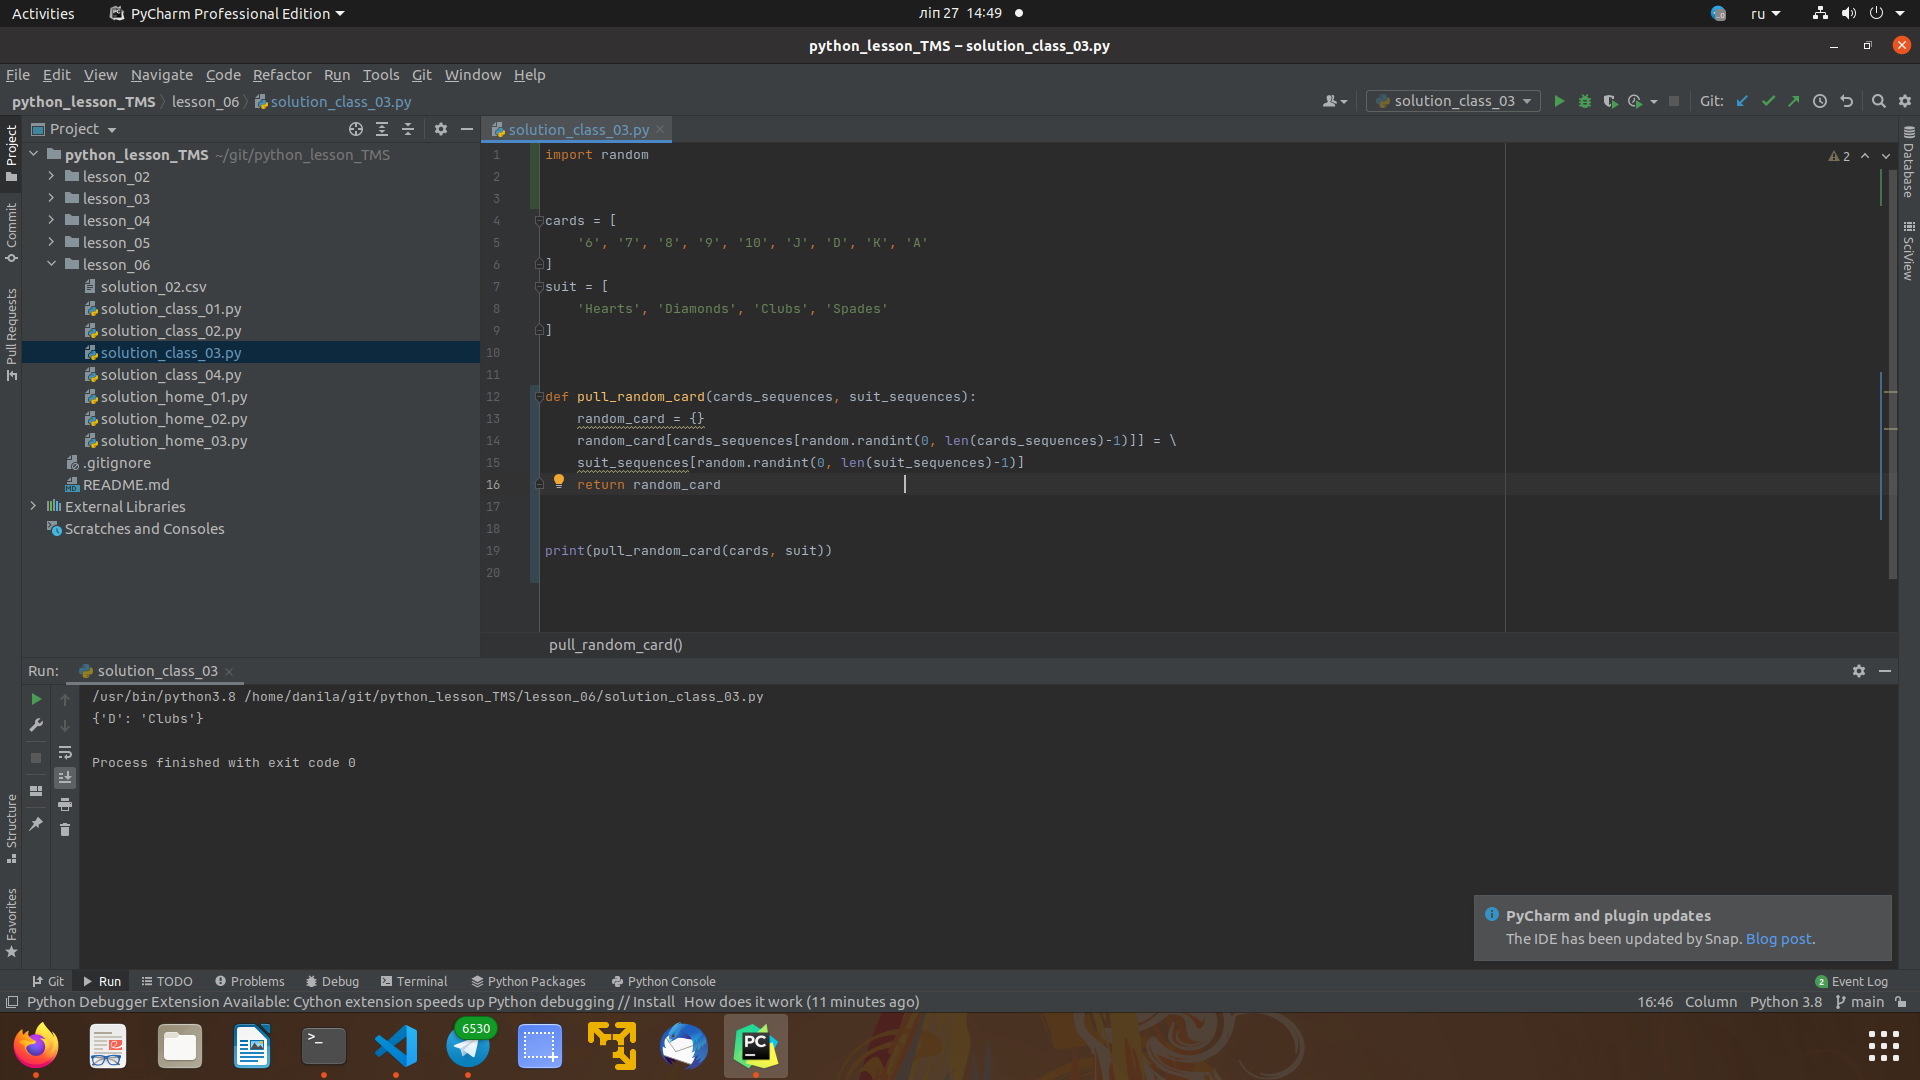 Activities
PyCharm Professional Edition
ліп 27 14:49
ru
python_lesson_TMS – solution_class_03.py
File Edit View Navigate Code Refactor Run Tools Git Window Help
python_lesson_TMS lesson_06 solution_class_03.py
solution_class_03
Git:
Project
solution_class_03.py
Project
Commit
Pull Requests
Structure
Favorites
Database
SciView
python_lesson_TMS ~/git/python_lesson_TMS
lesson_02
lesson_03
lesson_04
lesson_05
lesson_06
solution_02.csv
solution_class_01.py
solution_class_02.py
solution_class_03.py
solution_class_04.py
solution_home_01.py
solution_home_02.py
solution_home_03.py
.gitignore
README.md
External Libraries
Scratches and Consoles
2
1 import random
2
3
4 cards = [
5 '6', '7', '8', '9', '10', 'J', 'D', 'K', 'A'
6 ]
7 suit = [
8 'Hearts', 'Diamonds', 'Clubs', 'Spades'
9 ]
10
11
12 def pull_random_card(cards_sequences, suit_sequences):
13 random_card = {}
14 random_card[cards_sequences[random.randint(0, len(cards_sequences)-1)]] = \
15 suit_sequences[random.randint(0, len(suit_sequences)-1)]
16 return random_card
17
18
19 print(pull_random_card(cards, suit))
20
pull_random_card()
Run: solution_class_03
/usr/bin/python3.8 /home/danila/git/python_lesson_TMS/lesson_06/solution_class_03.py
{'D': 'Clubs'}
Process finished with exit code 0
PyCharm and plugin updates
The IDE has been updated by Snap. Blog post.
Git Run TODO Problems Debug Terminal Python Packages Python Console
2 Event Log
Python Debugger Extension Available: Cython extension speeds up Python debugging // Install How does it work (11 minutes ago)
16:46 Column Python 3.8 main
>_
6530
PC